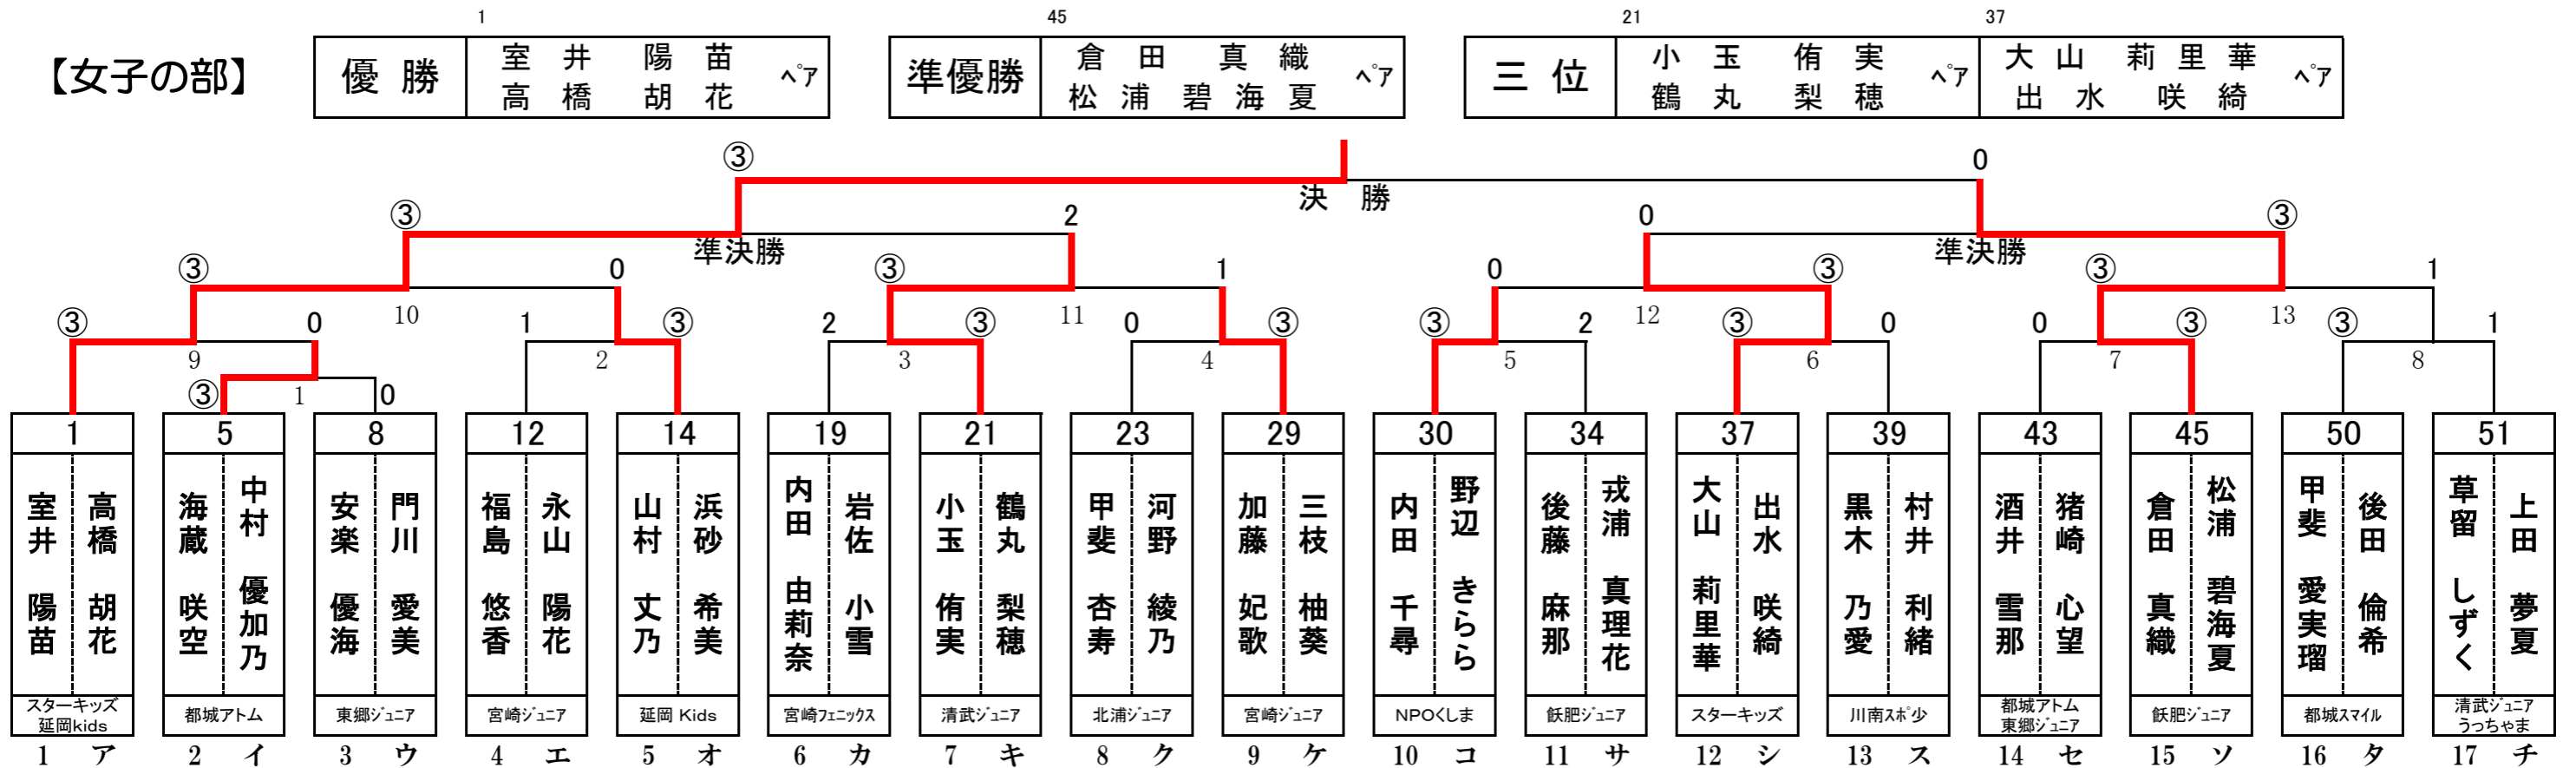 1 45 21 37
【女子の部】
優 勝 室 井 陽 苗 高 橋 胡 花 ペア
準優勝 倉 田 真 織 松 浦 碧 海 夏 ペア
三 位 小 玉 侑 実 鶴 丸 梨 穂 ペア 大 山 莉 里 華 出 水 咲 綺 ペア
③ 0
決 勝
③ 2 0 ③
準決勝 準決勝
③ 0 ③ 1 0 ③ ③ 1
10 11 12 13
③ 0 1 ③ 2 ③ 0 ③ ③ 2 ③ 0 0 ③ ③ 1
9 2 3 4 5 6 7 8
③ 1 0
1 5 8 12 14 19 21 23 29 30 34 37 39 43 45 50 51
室井 陽苗 高橋 胡花
海蔵 咲空 中村 優加乃
安楽 優海 門川 愛美
福島 悠香 永山 陽花
山村 丈乃 浜砂 希美
内田 由莉奈 岩佐 小雪
小玉 侑実 鶴丸 梨穂
甲斐 杏寿 河野 綾乃
加藤 妃歌 三枝 柚葵
内田 千尋 野辺 きらら
後藤 麻那 戎浦 真理花
大山 莉里華 出水 咲綺
黒木 乃愛 村井 利緒
酒井 雪那 猪崎 心望
倉田 真織 松浦 碧海夏
甲斐 愛実瑠 後田 倫希
草留 しずく 上田 夢夏
スターキッズ 延岡kids
都城アトム
東郷ジュニア
宮崎ジュニア
延岡 Kids
宮崎フェニックス
清武ジュニア
北浦ジュニア
宮崎ジュニア
NPOくしま
飫肥ジュニア
スターキッズ
川南スポ少
都城アトム 東郷ジュニア
飫肥ジュニア
都城スマイル
清武ジュニア うっちゃま
1 ア 2 イ 3 ウ 4 エ 5 オ 6 カ 7 キ 8 ク 9 ケ 10 コ 11 サ 12 シ 13 ス 14 セ 15 ソ 16 タ 17 チ